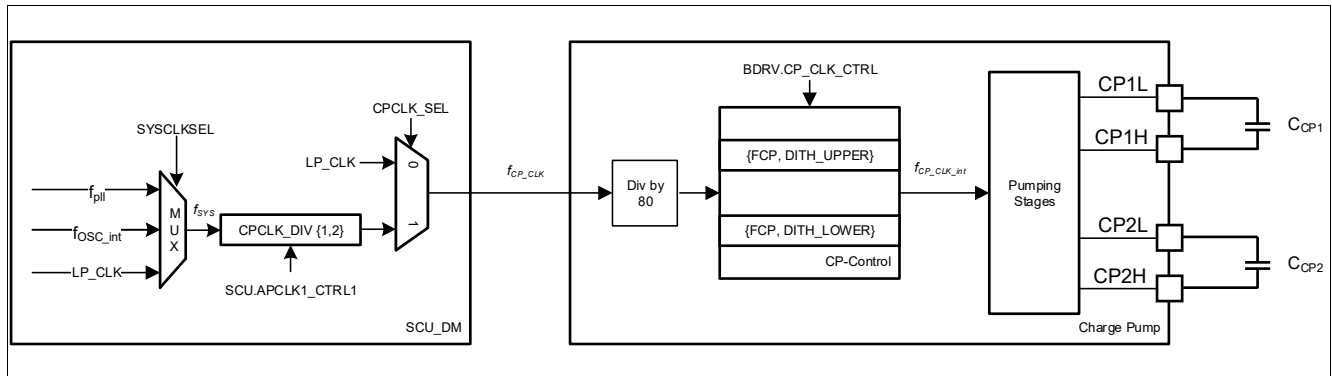 SYSCLKSEL
f_pll
f_OSC_int
LP_CLK
M
U
X
f_SYS
CPCLK_DIV {1,2}
SCU.APCLK1_CTRL1
CPCLK_SEL
LP_CLK
0
1
SCU_DM
f_CP_CLK
Div by
80
BDRV.CP_CLK_CTRL
{FCP, DITH_UPPER}
{FCP, DITH_LOWER}
CP-Control
f_CP_CLK_int
Pumping
Stages
CP1L
CP1H
CP2L
CP2H
Charge Pump
C_CP1
C_CP2